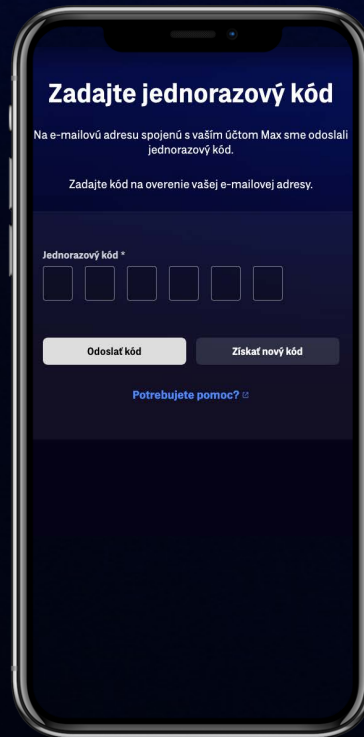 Zadajte jednorazový kód
Na e-mailovú adresu spojenú s vaším účtom Max sme odoslali
jednorazový kód.
Zadajte kód na overenie vašej e-mailovej adresy.
Jednorazový kód *
Odoslať kód
Získať nový kód
Potrebujete pomoc?